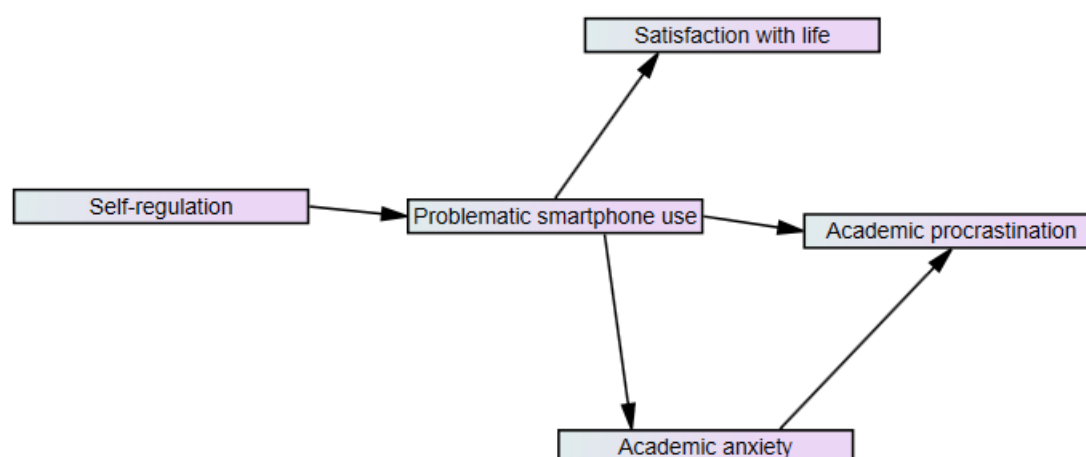 Satisfaction with life
Self-regulation
Problematic smartphone use
Academic procrastination
Academic anxiety